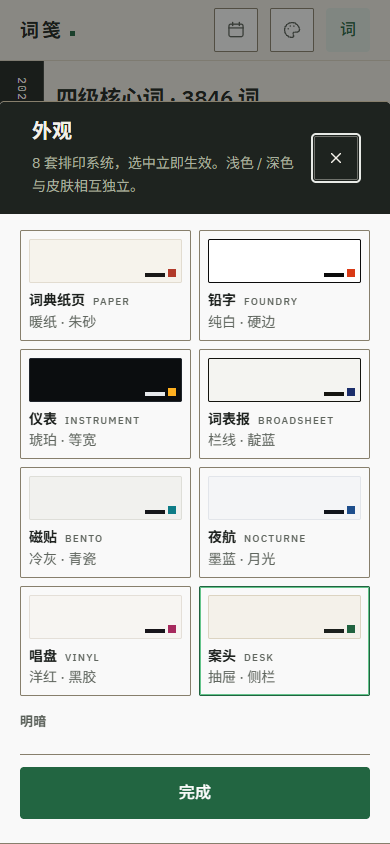 词笺
词
202
四级核心词 · 3846 词
外观
8 套排印系统，选中立即生效。浅色 / 深色
与皮肤相互独立。
词典纸页 PAPER
暖纸 · 朱砂
铅字 FOUNDRY
纯白 · 硬边
仪表 INSTRUMENT
琥珀 · 等宽
词表报 BROADSHEET
栏线 · 靛蓝
磁贴 BENTO
冷灰 · 青瓷
夜航 NOCTURNE
墨蓝 · 月光
唱盘 VINYL
洋红 · 黑胶
案头 DESK
抽屉 · 侧栏
明暗
完成